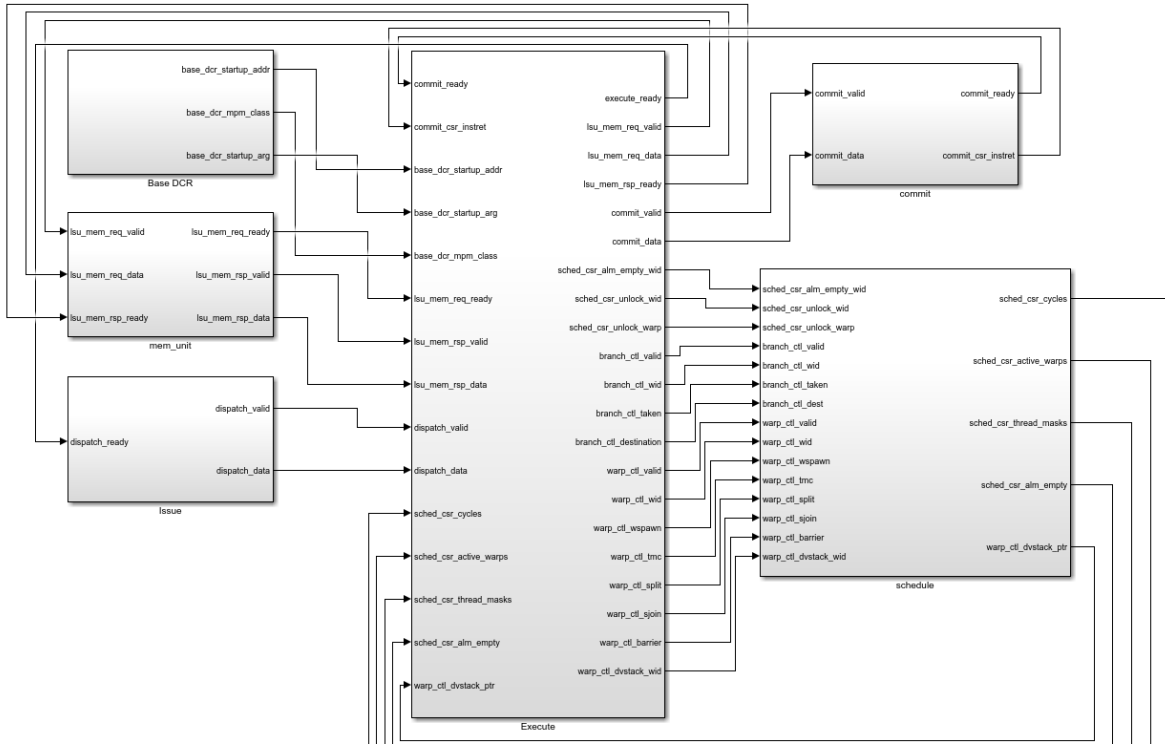 base_dcr_startup_addr
base_dcr_mpm_class
base_dcr_startup_arg
Base DCR
lsu_mem_req_valid
lsu_mem_req_data
lsu_mem_rsp_ready
lsu_mem_req_ready
lsu_mem_rsp_valid
lsu_mem_rsp_data
mem_unit
dispatch_ready
dispatch_valid
dispatch_data
Issue
commit_ready
commit_csr_instret
base_dcr_startup_addr
base_dcr_startup_arg
base_dcr_mpm_class
lsu_mem_req_ready
lsu_mem_rsp_valid
lsu_mem_rsp_data
dispatch_valid
dispatch_data
sched_csr_cycles
sched_csr_active_warps
sched_csr_thread_masks
sched_csr_alm_empty
warp_ctl_dvstack_ptr
execute_ready
lsu_mem_req_valid
lsu_mem_req_data
lsu_mem_rsp_ready
commit_valid
commit_data
sched_csr_alm_empty_wid
sched_csr_unlock_wid
sched_csr_unlock_warp
branch_ctl_valid
branch_ctl_wid
branch_ctl_taken
branch_ctl_destination
warp_ctl_valid
warp_ctl_wid
warp_ctl_wspawn
warp_ctl_tmc
warp_ctl_split
warp_ctl_sjoin
warp_ctl_barrier
warp_ctl_dvstack_wid
Execute
commit_valid
commit_data
commit_ready
commit_csr_instret
commit
sched_csr_alm_empty_wid
sched_csr_unlock_wid
sched_csr_unlock_warp
branch_ctl_valid
branch_ctl_wid
branch_ctl_taken
branch_ctl_dest
warp_ctl_valid
warp_ctl_wid
warp_ctl_wspawn
warp_ctl_tmc
warp_ctl_split
warp_ctl_sjoin
warp_ctl_barrier
warp_ctl_dvstack_wid
sched_csr_cycles
sched_csr_active_warps
sched_csr_thread_masks
sched_csr_alm_empty
warp_ctl_dvstack_ptr
schedule